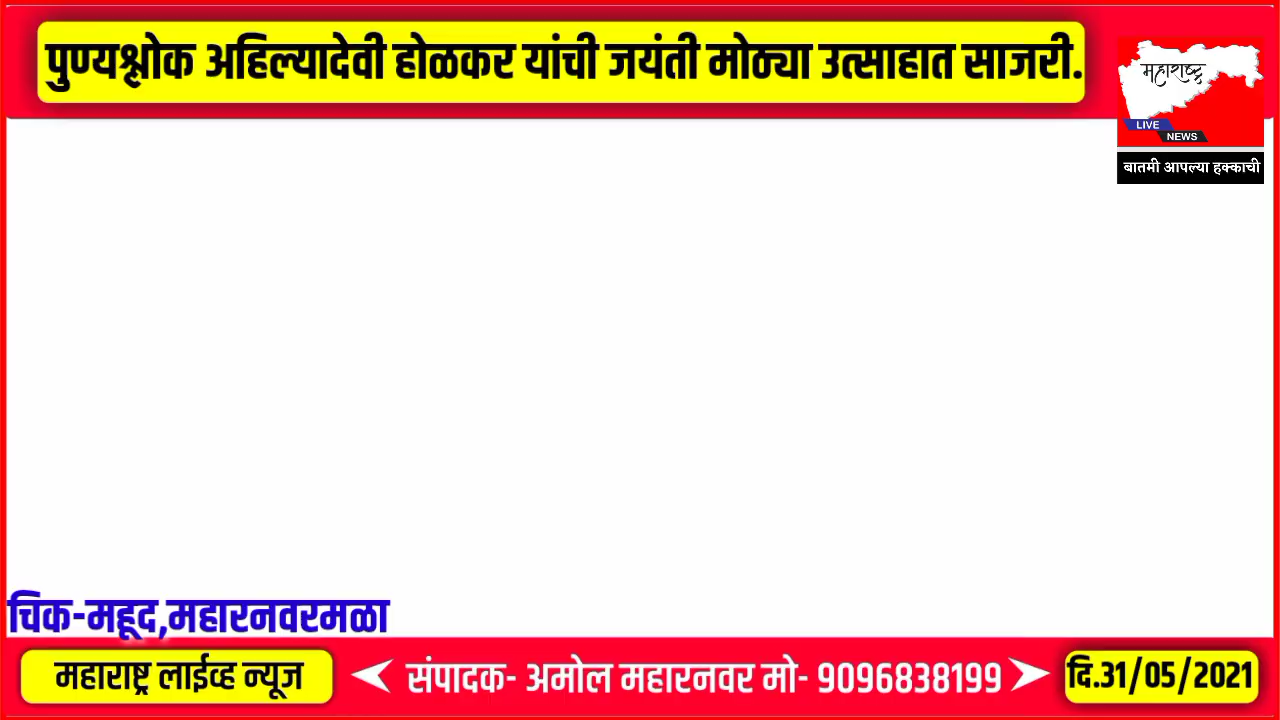 पुण्यश्लोक अहिल्यादेवी होळकर यांची जयंती मोठ्या उत्साहात साजरी.
महाराष्ट्र
LIVE
NEWS
बातमी आपल्या हक्काची
चिक-महूद,महारनवरमळा
महाराष्ट्र लाईव्ह न्यूज
संपादक- अमोल महारनवर मो- 9096838199
दि.31/05/2021